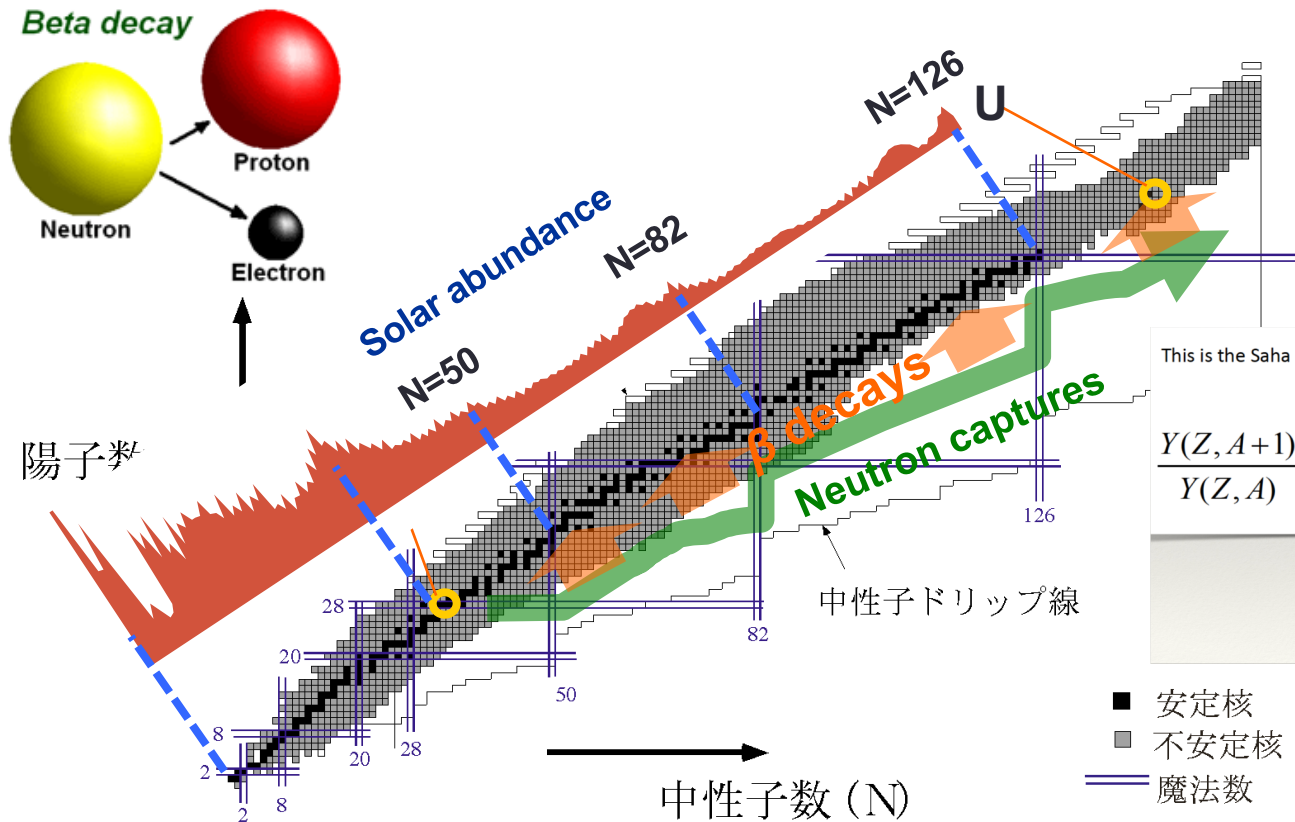 Beta decay
Proton
Neutron
Electron
N=126
U
Solar abundance
N=82
N=50
This is the Saha
Y(Z, A+1)
Y(Z, A)
β decays
Neutron captures
陽子
126
中性子ドリップ線
82
28
20
50
8
28
20
2
8
2
中性子数 (N)
安定核
不安定核
魔法数